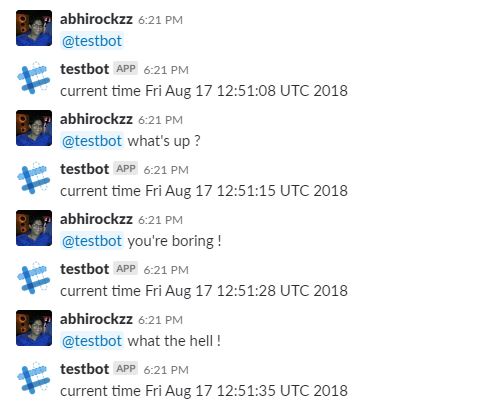 abhirockzz 6:21 PM
@testbot
testbot APP 6:21 PM
current time Fri Aug 17 12:51:08 UTC 2018
abhirockzz 6:21 PM
@testbot what's up ?
testbot APP 6:21 PM
current time Fri Aug 17 12:51:15 UTC 2018
abhirockzz 6:21 PM
@testbot you're boring !
testbot APP 6:21 PM
current time Fri Aug 17 12:51:28 UTC 2018
abhirockzz 6:21 PM
@testbot what the hell !
testbot APP 6:21 PM
current time Fri Aug 17 12:51:35 UTC 2018